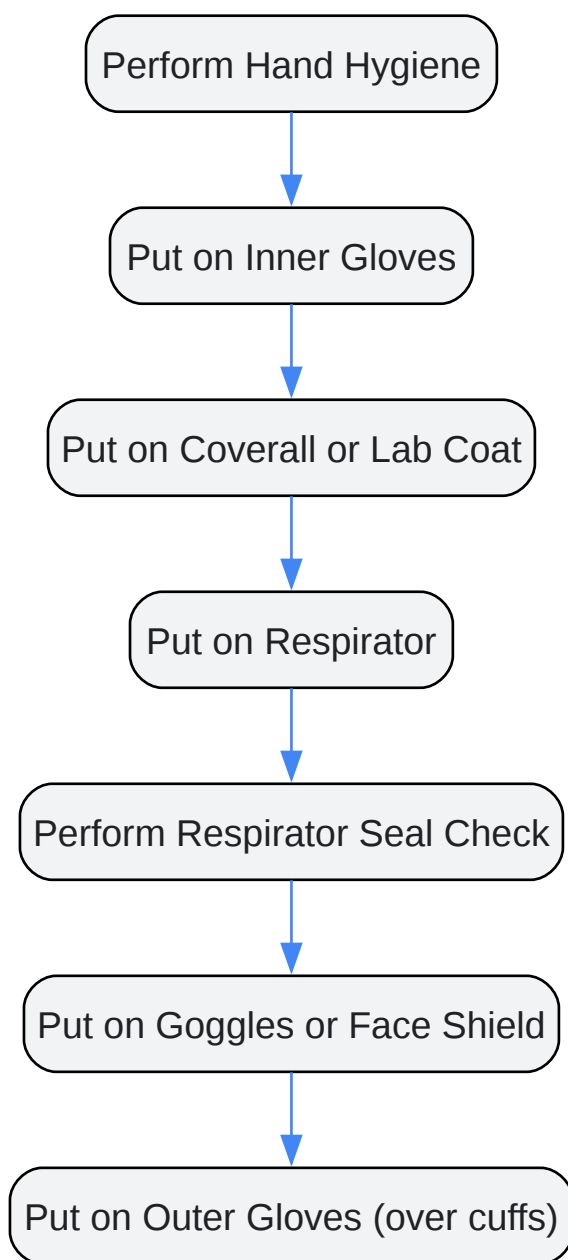 Perform Hand Hygiene
Put on Inner Gloves
Put on Coverall or Lab Coat
Put on Respirator
Perform Respirator Seal Check
Put on Goggles or Face Shield
Put on Outer Gloves (over cuffs)